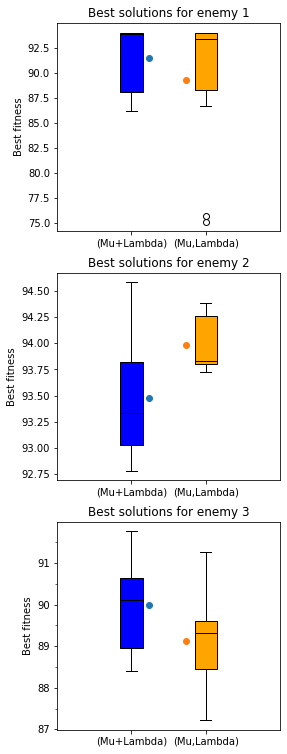 Best solutions for enemy 1
Best fitness
92.5
90.0
87.5
85.0
82.5
80.0
77.5
75.0
(Mu+Lambda) (Mu,Lambda)
Best solutions for enemy 2
Best fitness
94.50
94.25
94.00
93.75
93.50
93.25
93.00
92.75
(Mu+Lambda) (Mu,Lambda)
Best solutions for enemy 3
Best fitness
91
90
89
88
87
(Mu+Lambda) (Mu,Lambda)